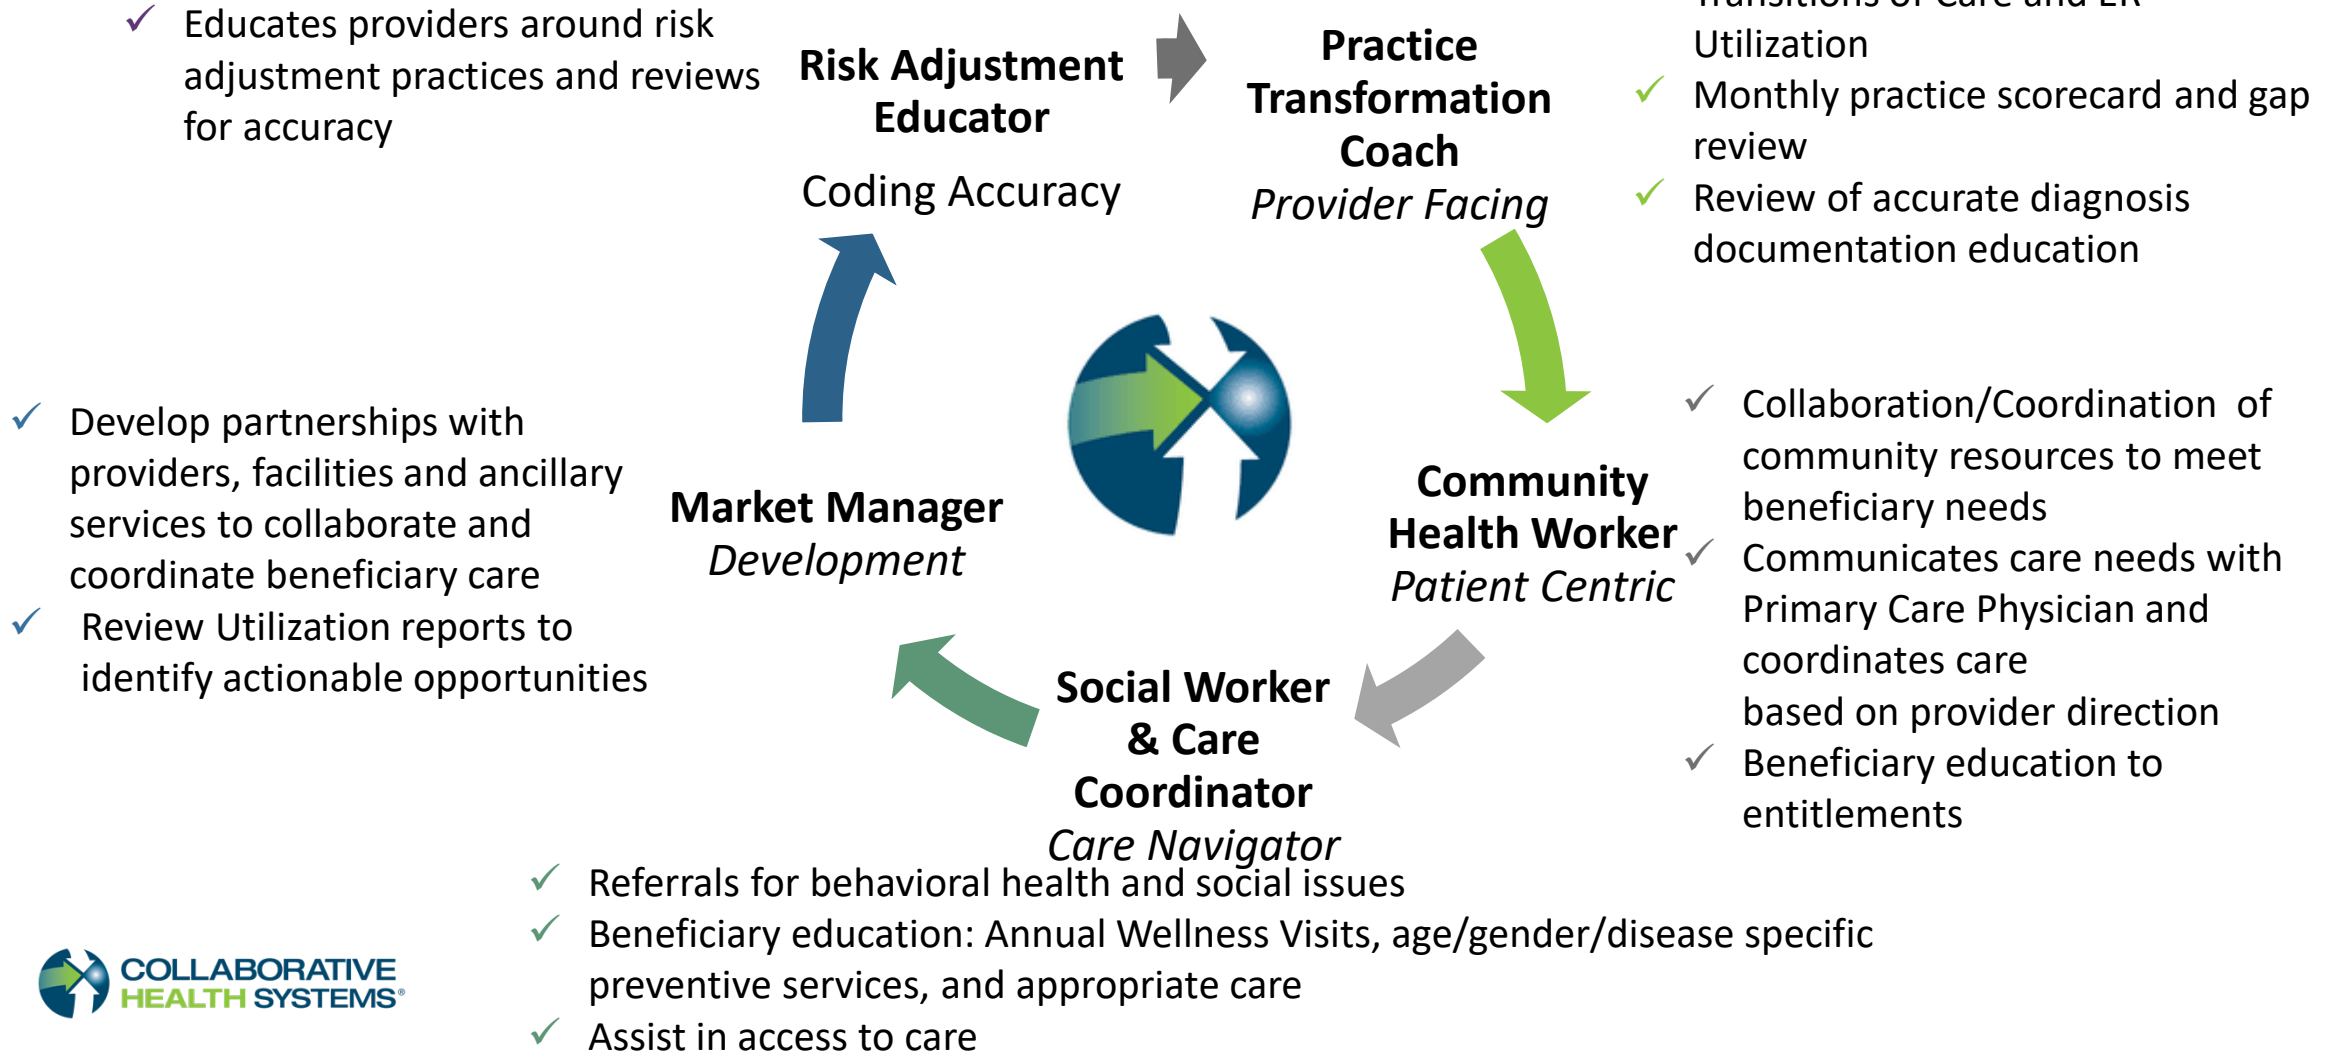 Educates providers around risk
adjustment practices and reviews
for accuracy
Risk Adjustment
Educator
Coding Accuracy
Practice
Transformation
Coach
Provider Facing
Transitions of Care and ER
Utilization
Monthly practice scorecard and gap
review
Review of accurate diagnosis
documentation education
Develop partnerships with
providers, facilities and ancillary
services to collaborate and
coordinate beneficiary care
Review Utilization reports to
identify actionable opportunities
Market Manager
Development
Community
Health Worker
Patient Centric
Collaboration/Coordination of
community resources to meet
beneficiary needs
Communicates care needs with
Primary Care Physician and
coordinates care
based on provider direction
Beneficiary education to
entitlements
Social Worker
& Care
Coordinator
Care Navigator
Referrals for behavioral health and social issues
Beneficiary education: Annual Wellness Visits, age/gender/disease specific
preventive services, and appropriate care
Assist in access to care
COLLABORATIVE
HEALTH SYSTEMS®